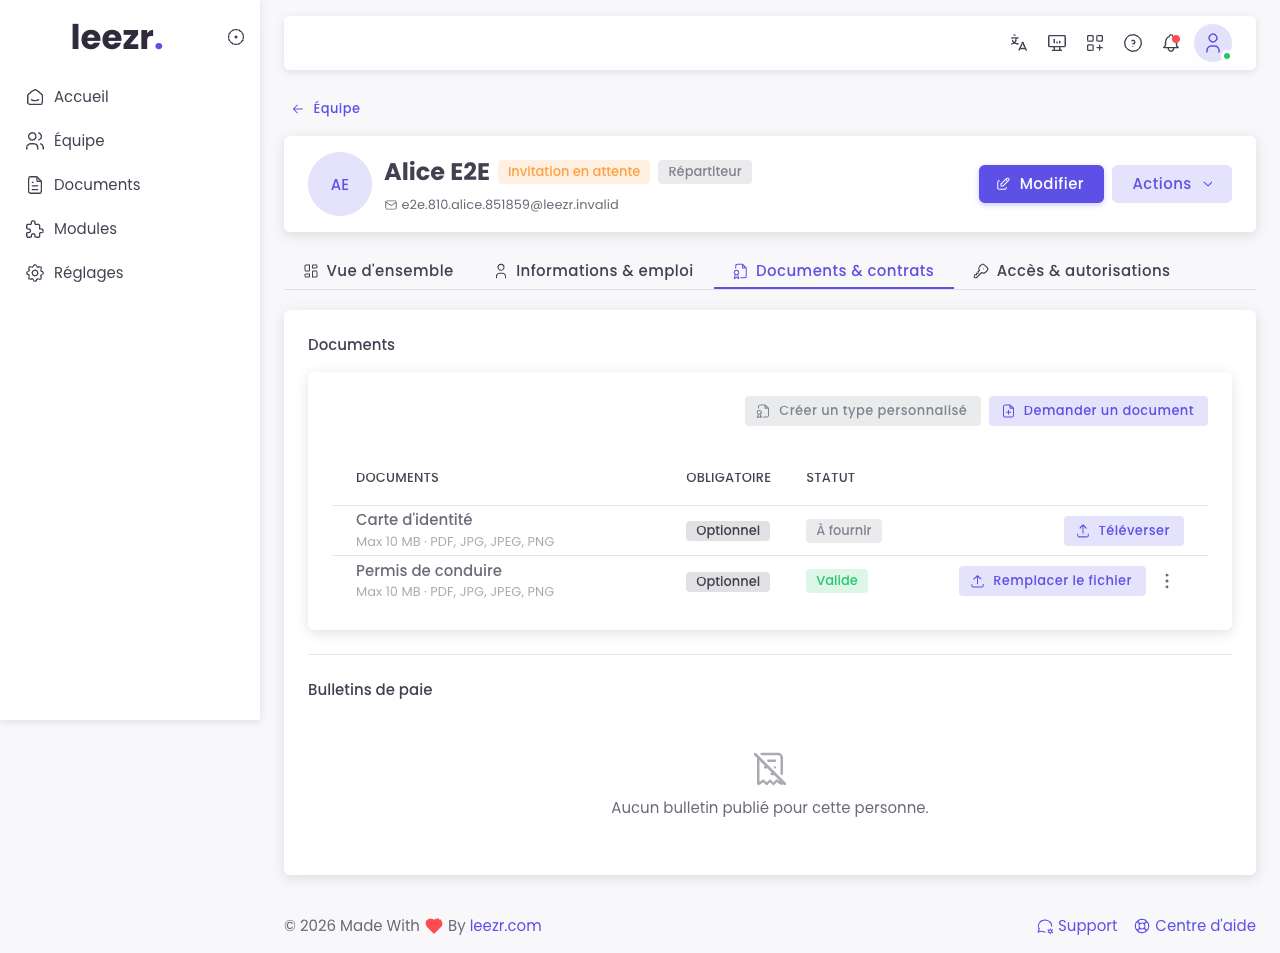 leezr.
Accueil
Équipe
Documents
Modules
Réglages
Équipe
AE
Alice E2E
Invitation en attente
Répartiteur
e2e.810.alice.851859@leezr.invalid
Modifier
Actions
Vue d'ensemble
Informations & emploi
Documents & contrats
Accès & autorisations
Documents
Créer un type personnalisé
Demander un document
DOCUMENTS
OBLIGATOIRE
STATUT
Carte d'identité
Max 10 MB · PDF, JPG, JPEG, PNG
Optionnel
À fournir
Téléverser
Permis de conduire
Max 10 MB · PDF, JPG, JPEG, PNG
Optionnel
Valide
Remplacer le fichier
Bulletins de paie
Aucun bulletin publié pour cette personne.
© 2026 Made With By leezr.com
Support
Centre d'aide